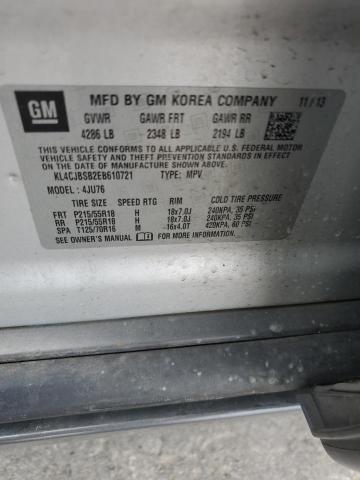 GM
MFD BY GM KOREA COMPANY 11/13
GVWR GAWR FRT GAWR RR
4286 LB 2348 LB 2194 LB
THIS VEHICLE CONFORMS TO ALL APPLICABLE U.S. FEDERAL MOTOR
VEHICLE SAFETY, BUMPER, AND THEFT PREVENTION STANDARDS IN EFFECT ON THE
DATE OF MANUFACTURE SHOWN ABOVE.
KL4CJBSB2EB610721 TYPE: MPV
MODEL: 4JU76
TIRE SIZE SPEED RTG RIM COLD TIRE PRESSURE
FRT P215/55R18 H 18x7.0J 240KPA, 35 PSI
RR P215/55R18 H 18x7.0J 240KPA, 35 PSI
SPA T125/70R16 M 16x4.0T 420KPA, 60 PSI
SEE OWNER'S MANUAL FOR MORE INFORMATION.